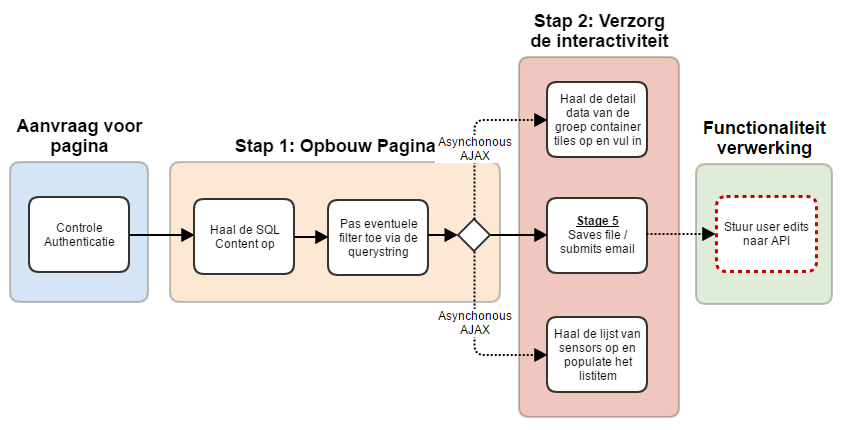 Aanvraag voor
pagina
Controle
Authenticatie
Stap 1: Opbouw Pagina
Haal de SQL
Content op
Pas eventuele
filter toe via de
querystring
Asynchonous
AJAX
Asynchonous
AJAX
Stap 2: Verzorg
de interactiviteit
Haal de detail
data van de
groep container
tiles op en vul in
Stage 5
Saves file /
submits email
Haal de lijst van
sensors op en
populate het
listitem
Functionaliteit
verwerking
Stuur user edits
naar API